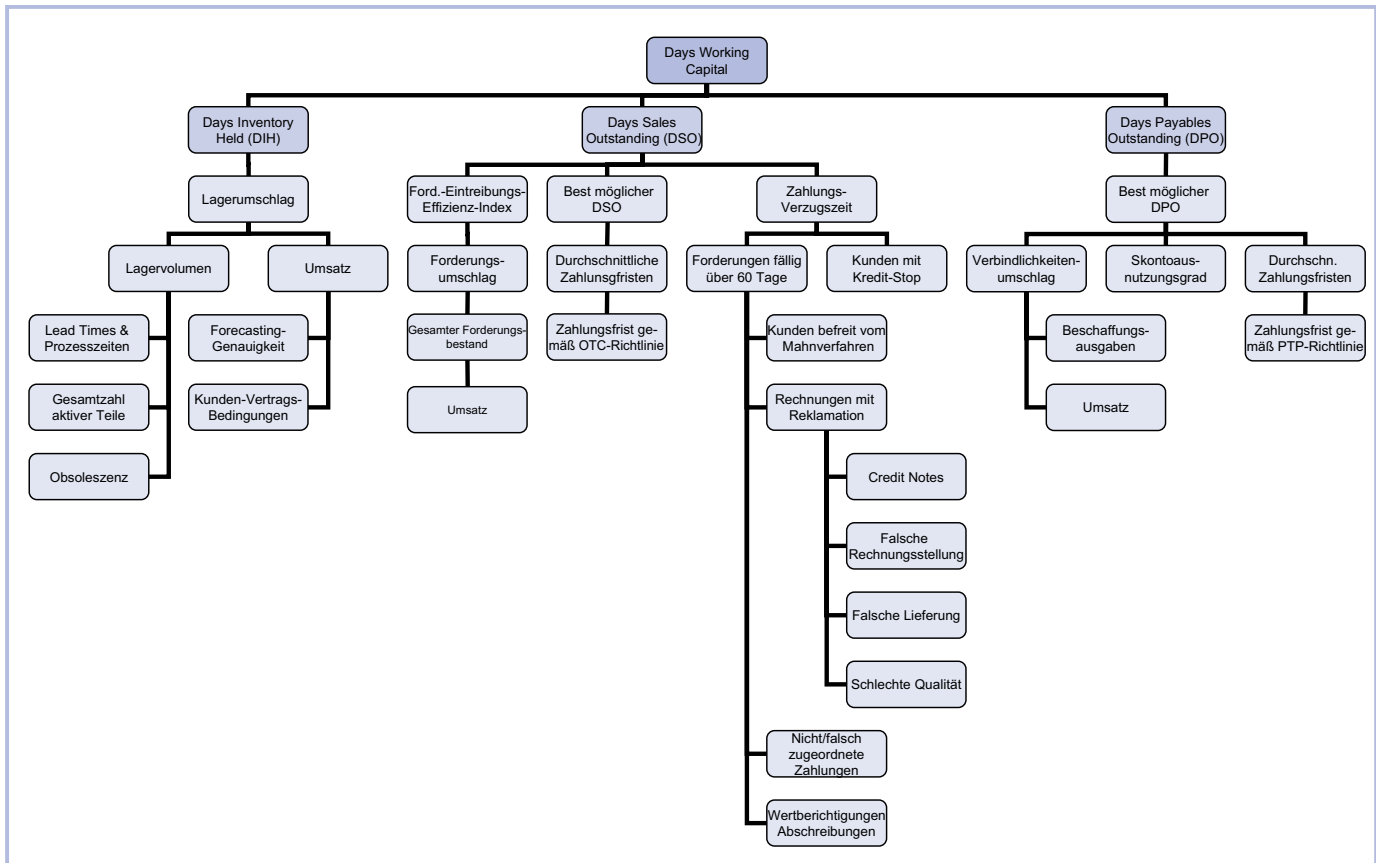 Days Working
Capital
Days Inventory
Held (DIH)
Days Sales
Outstanding (DSO)
Days Payables
Outstanding (DPO)
Lagerumschlag
Ford.-Eintreibungs-
Effizienz-Index
Best möglicher
DSO
Zahlungs-
Verzugszeit
Best möglicher
DPO
Lagervolumen
Umsatz
Forderungs-
umschlag
Durchschnittliche
Zahlunsgfristen
Forderungen fällig
über 60 Tage
Kunden mit
Kredit-Stop
Verbindlichkeiten-
umschlag
Skontoaus-
nutzungsgrad
Durchschn.
Zahlungsfristen
Lead Times &
Prozesszeiten
Forecasting-
Genauigkeit
Gesamter Forderungs-
bestand
Zahlungsfrist ge-
mäß OTC-Richtlinie
Kunden befreit vom
Mahnverfahren
Beschaffungs-
ausgaben
Zahlungsfrist ge-
mäß PTP-Richtlinie
Gesamtzahl
aktiver Teile
Kunden-Vertrags-
Bedingungen
Umsatz
Rechnungen mit
Reklamation
Umsatz
Obsoleszenz
Credit Notes
Falsche
Rechnungsstellung
Falsche Lieferung
Schlechte Qualität
Nicht/falsch
zugeordnete
Zahlungen
Wertberichtigungen
Abschreibungen